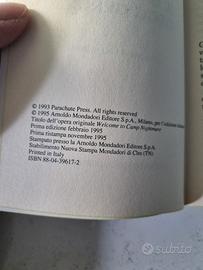 © 1993 Parachute Press. All rights reserved
© 1995 Arnoldo Mondadori Editore S.p.A., Milano, per l'edizione italiana
Titolo dell'opera originale Welcome to Camp Nightmare
Prima edizione febbraio 1995
Prima ristampa novembre 1995
Stampato presso la Arnoldo Mondadori Editore S.p.A.
Stabilimento Nuova Stampa Mondadori di Cles (TN)
Printed in Italy
ISBN 88-04-39617-2
subito